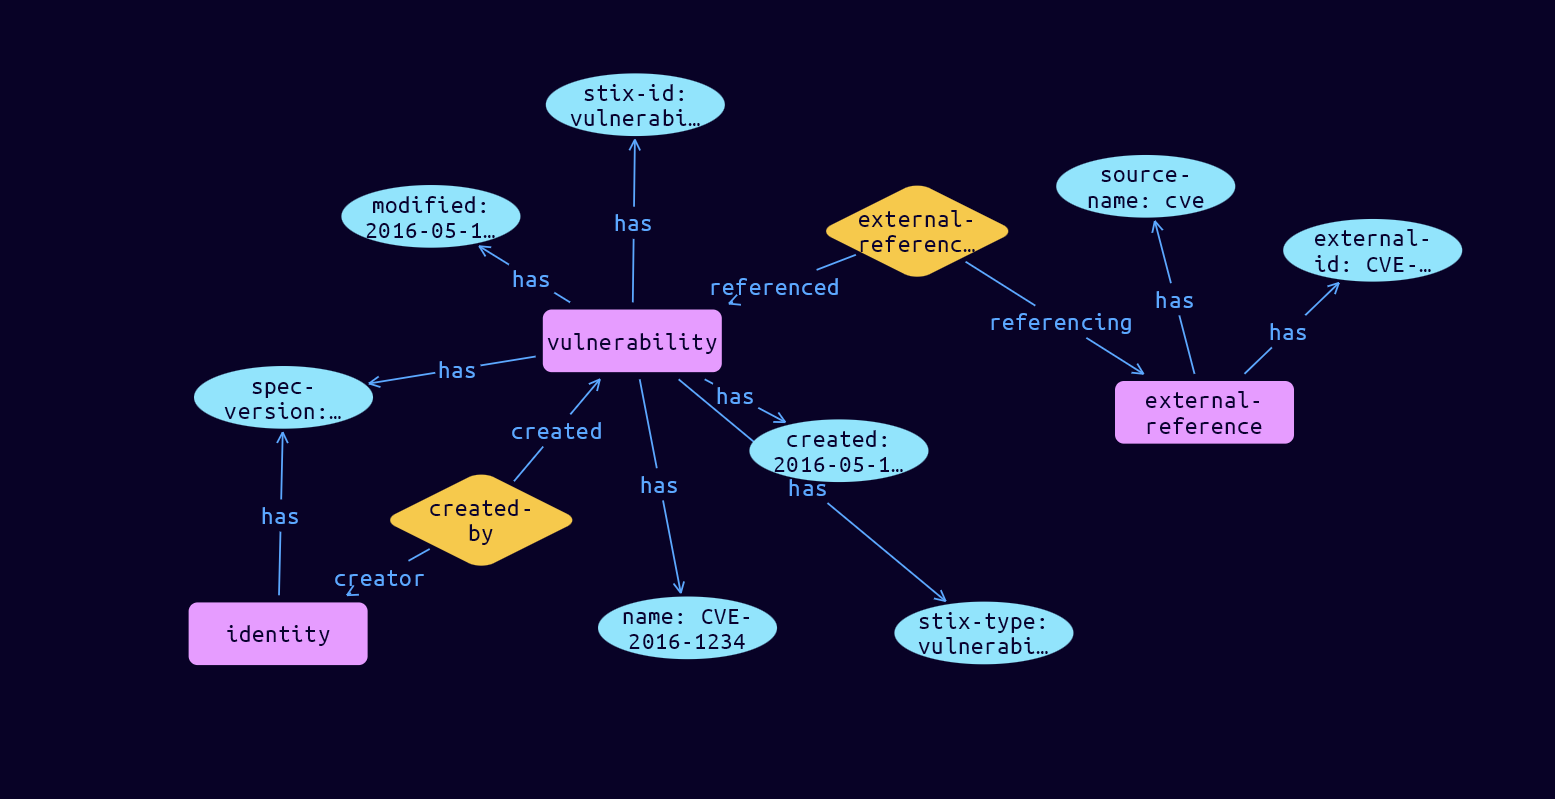 stix-id:
vulnerabi…
source-
name: cve
modified:
2016-05-1…
external-
referenc…
has
external-
id: CVE-…
has
referenced
has
referencing
has
vulnerability
has
spec-
version:…
has
external-
reference
created
created:
2016-05-1…
has
has
created-
by
has
creator
name: CVE-
2016-1234
stix-type:
vulnerabi…
identity